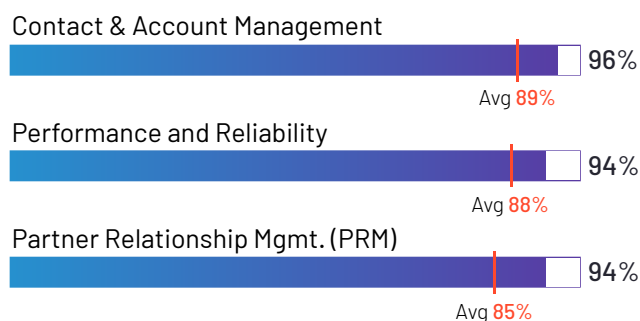 Contact & Account Management
96%
Avg 89%
Performance and Reliability
94%
Avg 88%
Partner Relationship Mgmt. (PRM)
94%
Avg 85%